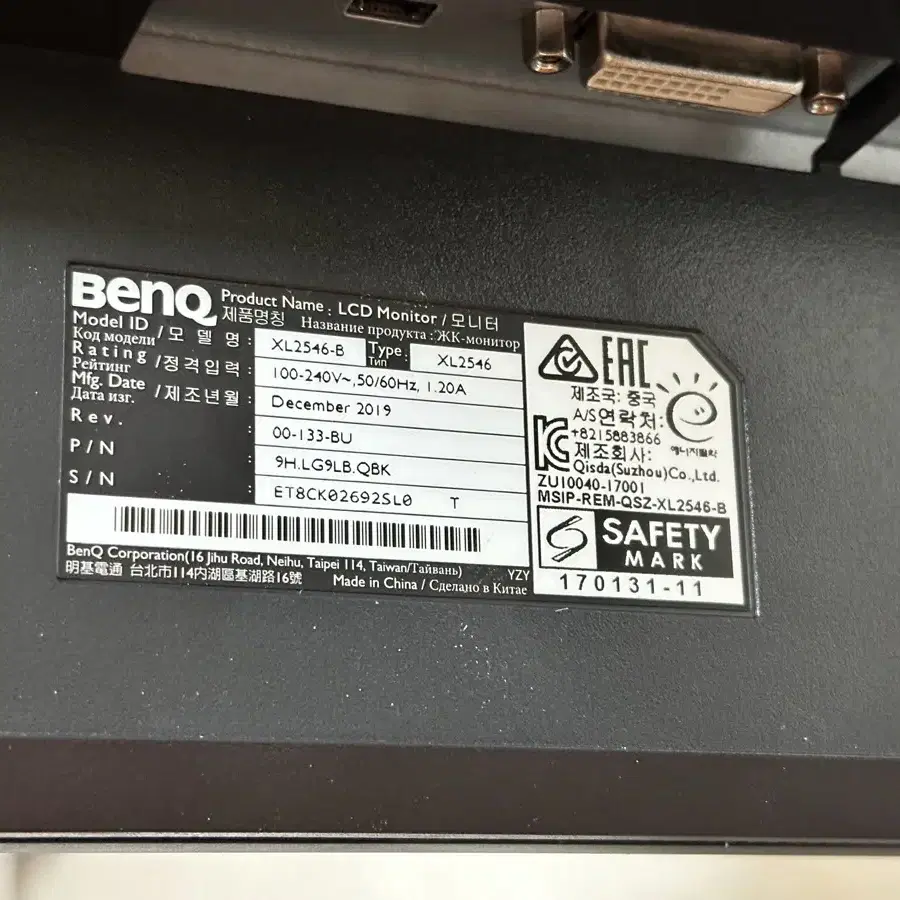 BenQ Product Name : LCD Monitor / 모니터
제품명칭 Название продукта : ЖК-монитор
Model ID / 모 델 명 : XL2546-B Type : XL2546
Код модели Тип
Rating / 정격입력 : 100-240V~,50/60Hz, 1.20A
Рейтинг
Mfg. Date / 제조년월 : December 2019
Дата изг.
Rev. : 00-133-BU
P/N : 9H.LG9LB.QBK
S/N : ET8CK02692SL0 T
BenQ Corporation(16 Jihu Road, Neihu, Taipei 114, Taiwan/Тайвань) YZY
明基電通 台北市114內湖區基湖路16號 Made in China / Сделано в Китае
EAC
제조국: 중국
A/S연락처:
+8215883866
제조회사:
에너지절약
Qisda(Suzhou)Co.,Ltd.
ZU10040-17001
MSIP-REM-QSZ-XL2546-B
SAFETY
MARK
170131-11